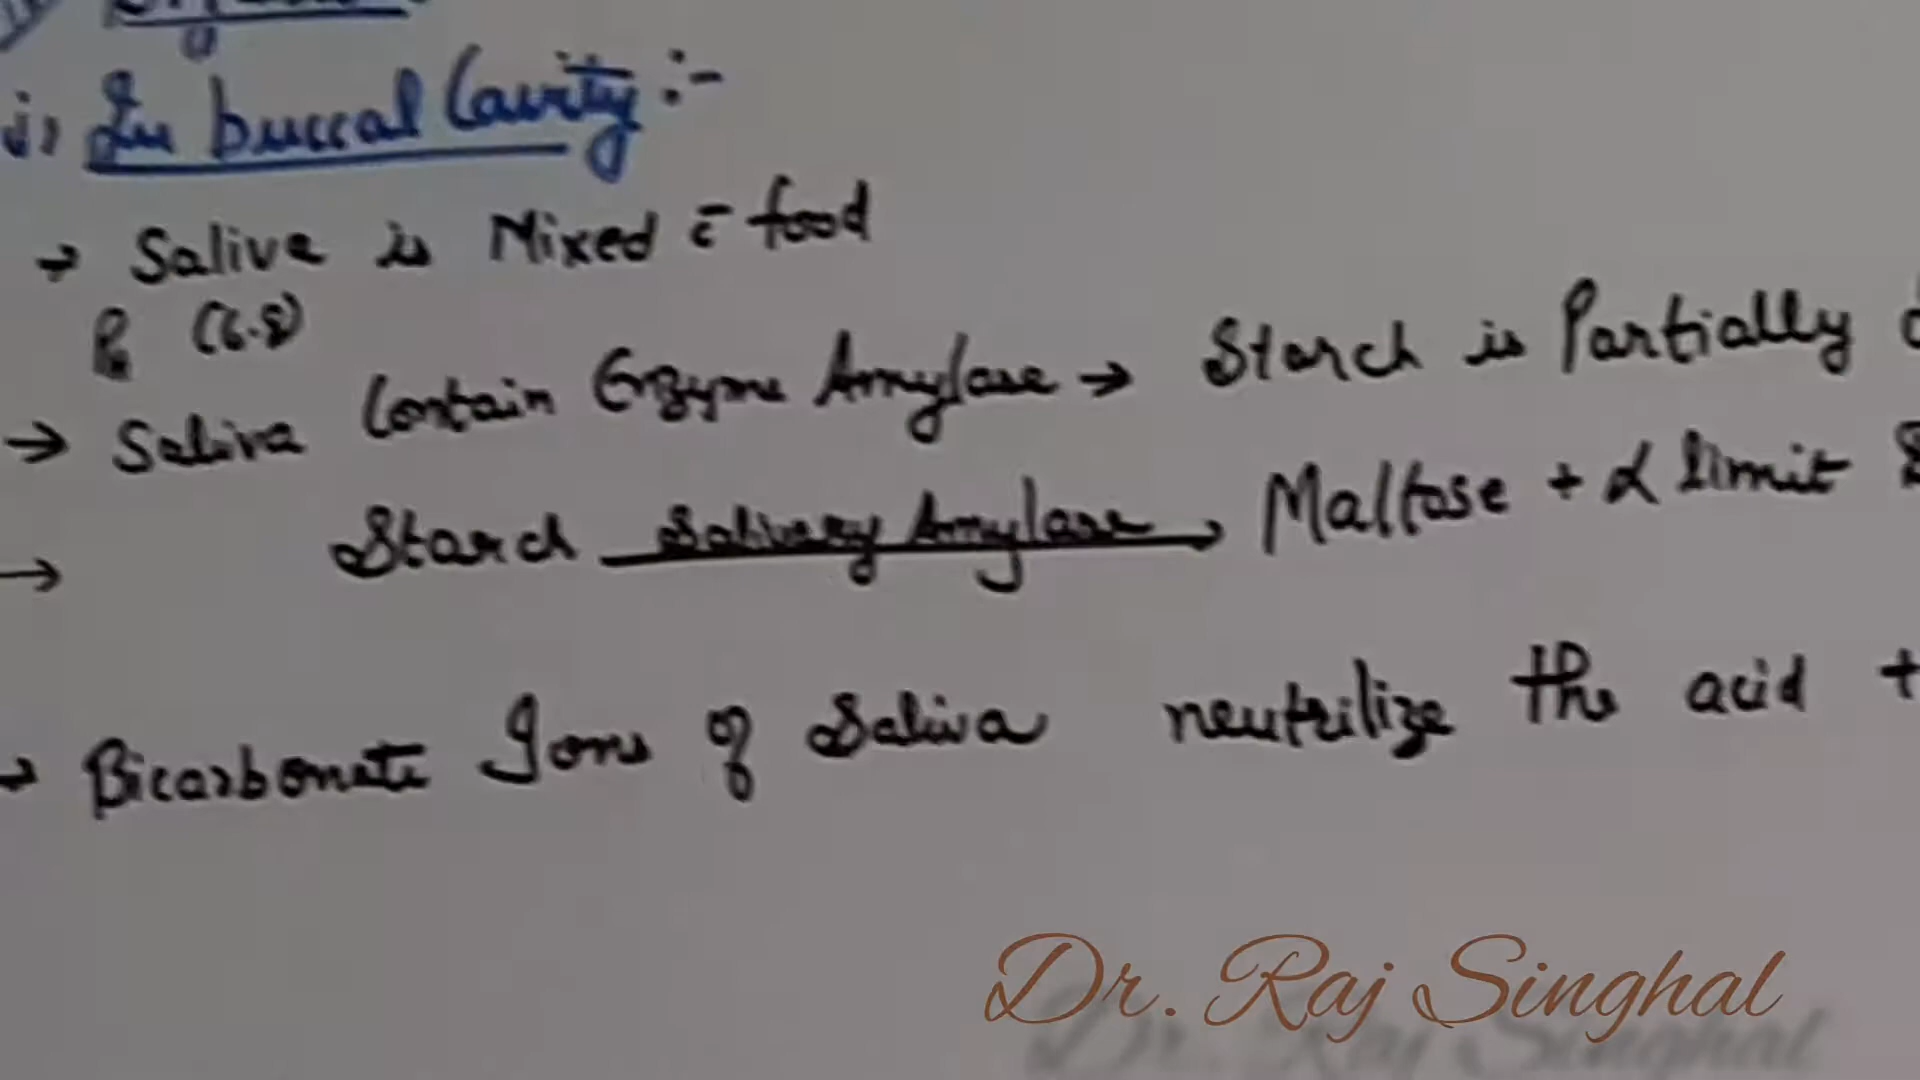 i) In buccal Cavity :-
→ Saliva is Mixed c̄ food
PH (6.8)
→ Saliva Contain Enzyme Amylase → Starch is Partially
→ Starch Salivary Amylase → Maltose + α limit
→ Bicarbonate Ions of Saliva neutrilize the acid +
Dr. Raj Singhal